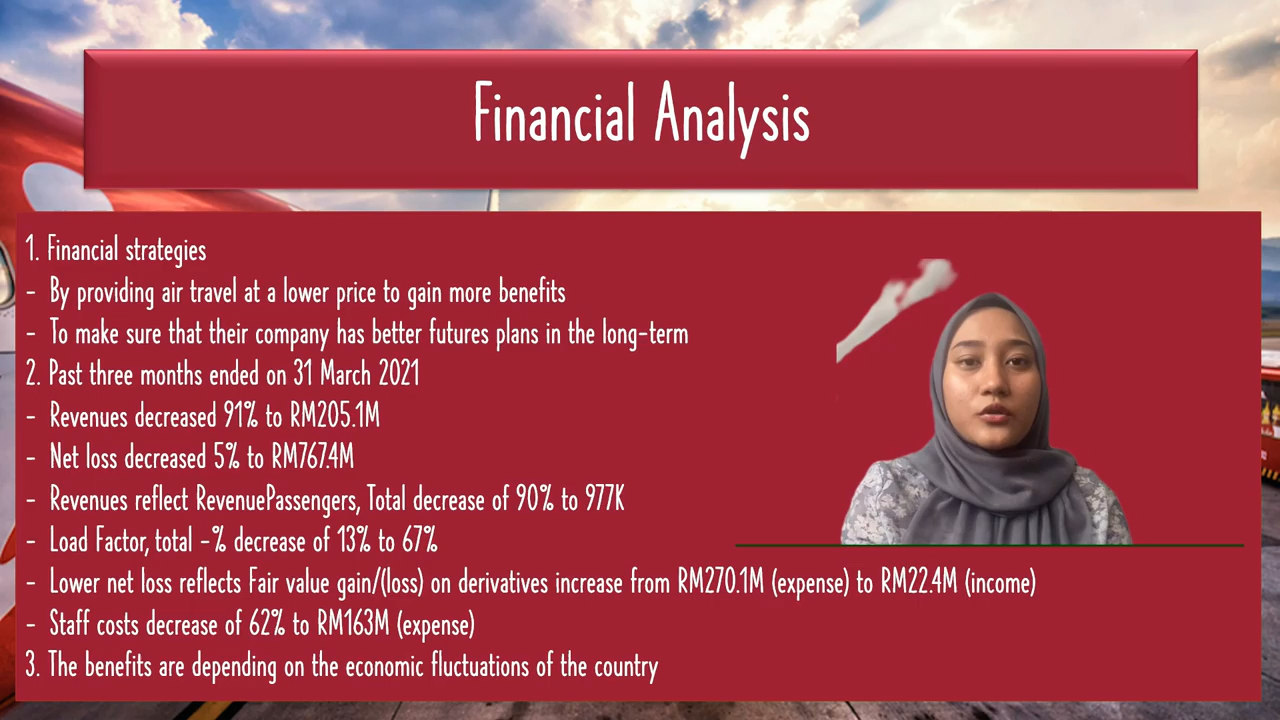 Financial Analysis
1. Financial strategies
- By providing air travel at a lower price to gain more benefits
- To make sure that their company has better futures plans in the long-term
2. Past three months ended on 31 March 2021
- Revenues decreased 91% to RM205.1M
- Net loss decreased 5% to RM767.4M
- Revenues reflect RevenuePassengers, Total decrease of 90% to 977K
- Load Factor, total -% decrease of 13% to 67%
- Lower net loss reflects Fair value gain/(loss) on derivatives increase from RM270.1M (expense) to RM22.4M (income)
- Staff costs decrease of 62% to RM163M (expense)
3. The benefits are depending on the economic fluctuations of the country